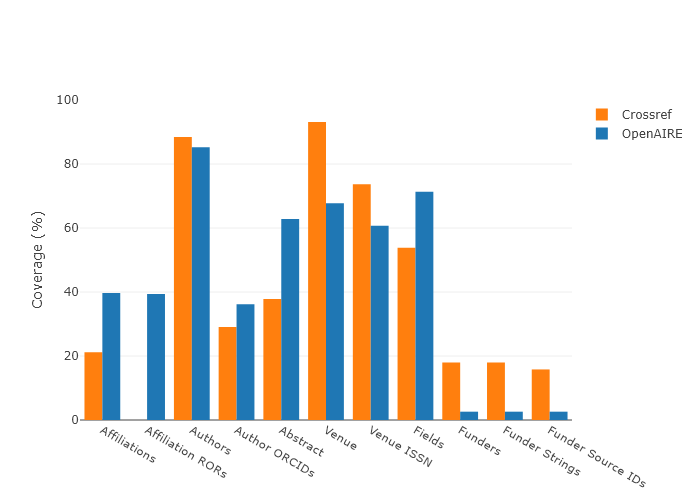 100
80
60
40
20
0
Coverage (%)
Affiliations
Affiliation RORs
Authors
Author ORCIDs
Abstract
Venue
Venue ISSN
Fields
Funders
Funder Strings
Funder Source IDs
Crossref
OpenAIRE